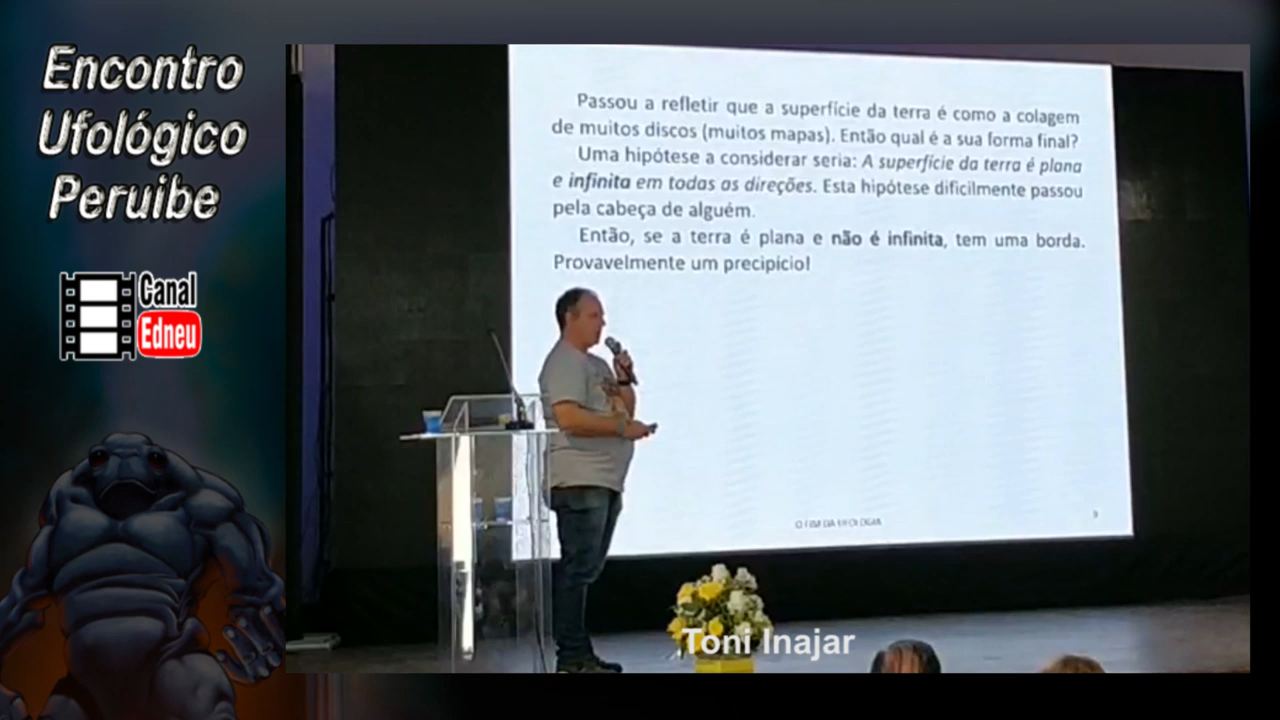 Encontro
Ufológico
Peruibe
Canal
Edneu
Passou a refletir que a superfície da terra é como a colagem
de muitos discos (muitos mapas). Então qual é a sua forma final?
Uma hipótese a considerar seria: A superfície da terra é plana
e infinita em todas as direções. Esta hipótese dificilmente passou
pela cabeça de alguém.
Então, se a terra é plana e não é infinita, tem uma borda.
Provavelmente um precipício!
O FIM DA UFOLOGIA
Toni Inajar